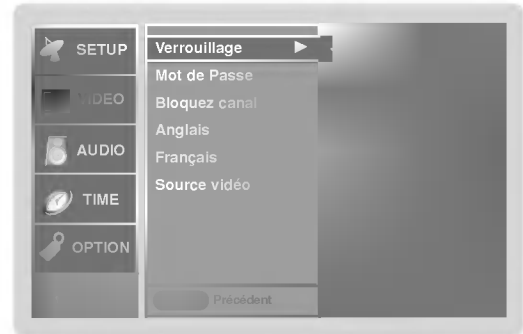 SETUP
VIDEO
AUDIO
TIME
OPTION
Verrouillage
Mot de Passe
Bloquez canal
Anglais
Français
Source vidéo
Précédent